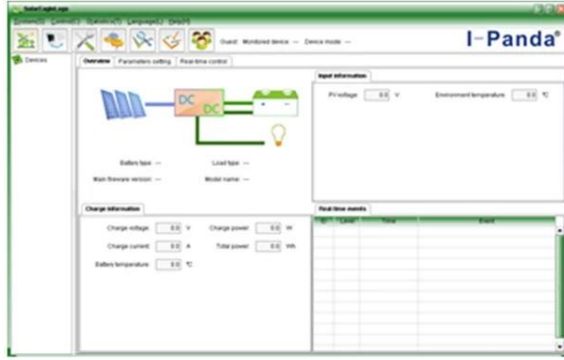 SolarEagleLogs
System(S) Control(C) Statistics(T) Language(L) Help(H)
Guest Monitored device: --- Device mode: ---
I-Panda®
Devices
Overview Parameters setting Real-time control
DC
DC
Battery type: ---
Load type: ---
Main firmware version: ---
Model name: ---
Input information
PV voltage: 0.0 V
Environment temperature: 0.0 ℃
Charge information
Charge voltage: 0.0 V
Charge power: 0.0 W
Charge current: 0.0 A
Total power: 0.0 Wh
Battery temperature: 0.0 ℃
Real-time events
ID Level Time Event